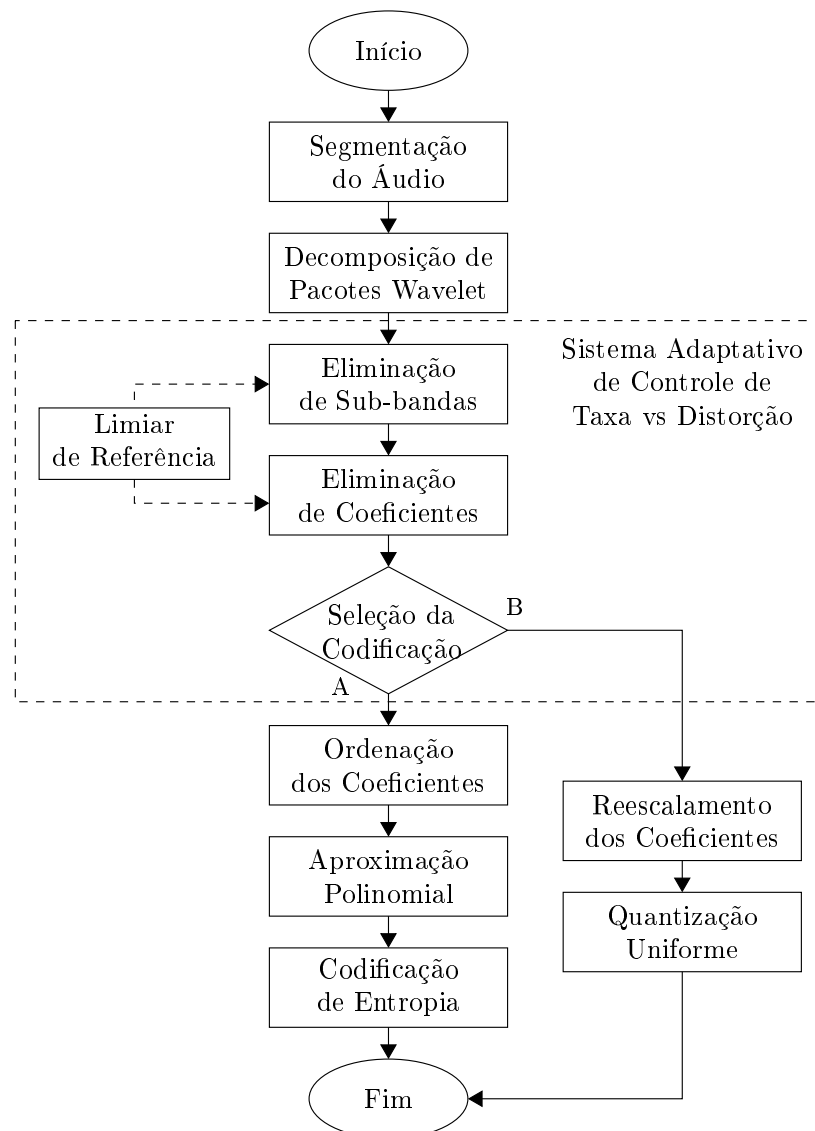 Início
Segmentação
do Áudio
Decomposição de
Pacotes Wavelet
Sistema Adaptativo
de Controle de
Taxa vs Distorção
Eliminação
de Sub-bandas
Limiar
de Referência
Eliminação
de Coeficientes
Seleção da
Codificação
B
A
Ordenação
dos Coeficientes
Reescalamento
dos Coeficientes
Aproximação
Polinomial
Quantização
Uniforme
Codificação
de Entropia
Fim